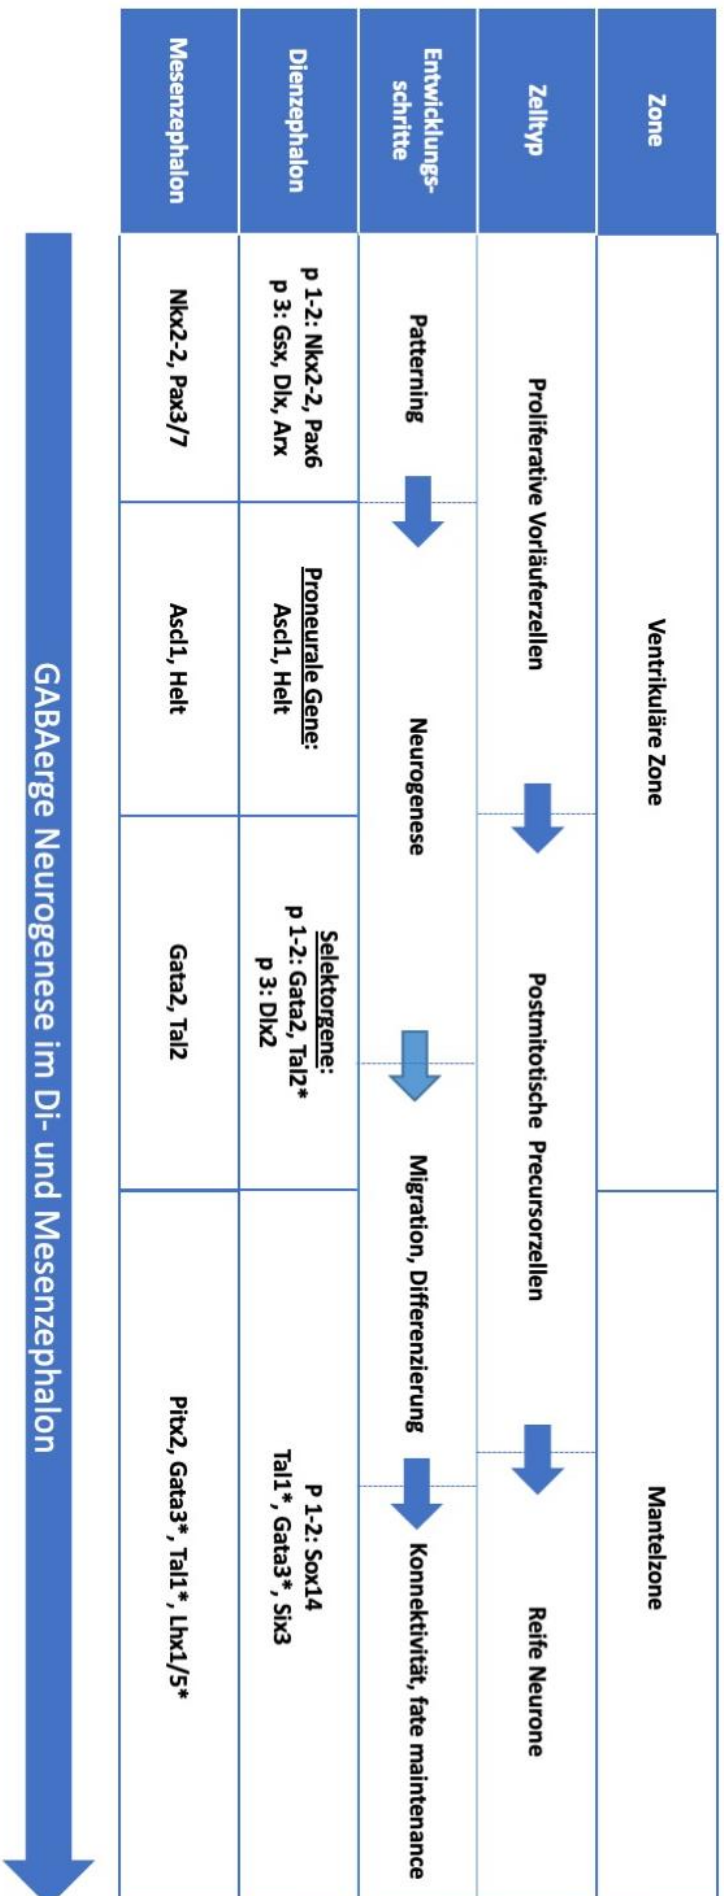 Zone
Ventrikuläre Zone
Mantelzone
Zelltyp
Proliferative Vorläuferzellen
Postmitotische Precursorzellen
Reife Neurone
Entwicklungs-
schritte
Patterning
Neurogenese
Migration, Differenzierung
Konnektivität, fate maintenance
Dienzephalon
p 1-2: Nkx2-2, Pax6
p 3: Gsx, Dlx, Arx
Proneurale Gene:
Ascl1, Helt
Selektorgene:
p 1-2: Gata2, Tal2*
p 3: Dlx2
P 1-2: Sox14
Tal1*, Gata3*, Six3
Mesenzephalon
Nkx2-2, Pax3/7
Ascl1, Helt
Gata2, Tal2
Pitx2, Gata3*, Tal1*, Lhx1/5*
GABAerge Neurogenese im Di- und Mesenzephalon